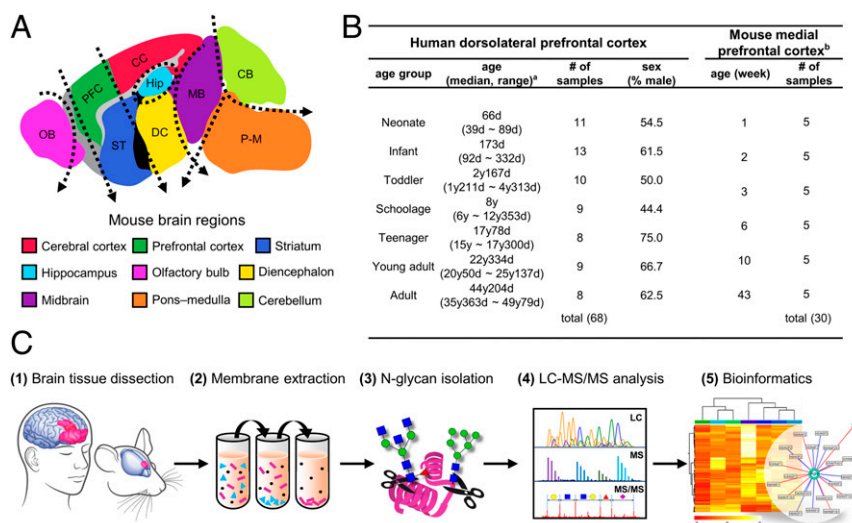 A
CC
PFC
Hip
MB
CB
OB
ST
DC
P-M
Mouse brain regions
Cerebral cortex Prefrontal cortex Striatum
Hippocampus Olfactory bulb Diencephalon
Midbrain Pons–medulla Cerebellum
B
Human dorsolateral prefrontal cortex Mouse medial prefrontal cortexᵇ
age group age (median, range)ᵃ # of samples sex (% male) age (week) # of samples
Neonate 66d (39d ~ 89d) 11 54.5 1 5
Infant 173d (92d ~ 332d) 13 61.5 2 5
Toddler 2y167d (1y211d ~ 4y313d) 10 50.0 3 5
Schoolage 8y (6y ~ 12y353d) 9 44.4 6 5
Teenager 17y78d (15y ~ 17y300d) 8 75.0
Young adult 22y334d (20y50d ~ 25y137d) 9 66.7 10 5
Adult 44y204d (35y363d ~ 49y79d) 8 62.5 43 5
total (68) total (30)
C
(1) Brain tissue dissection (2) Membrane extraction (3) N-glycan isolation (4) LC-MS/MS analysis (5) Bioinformatics
LC
MS
MS/MS